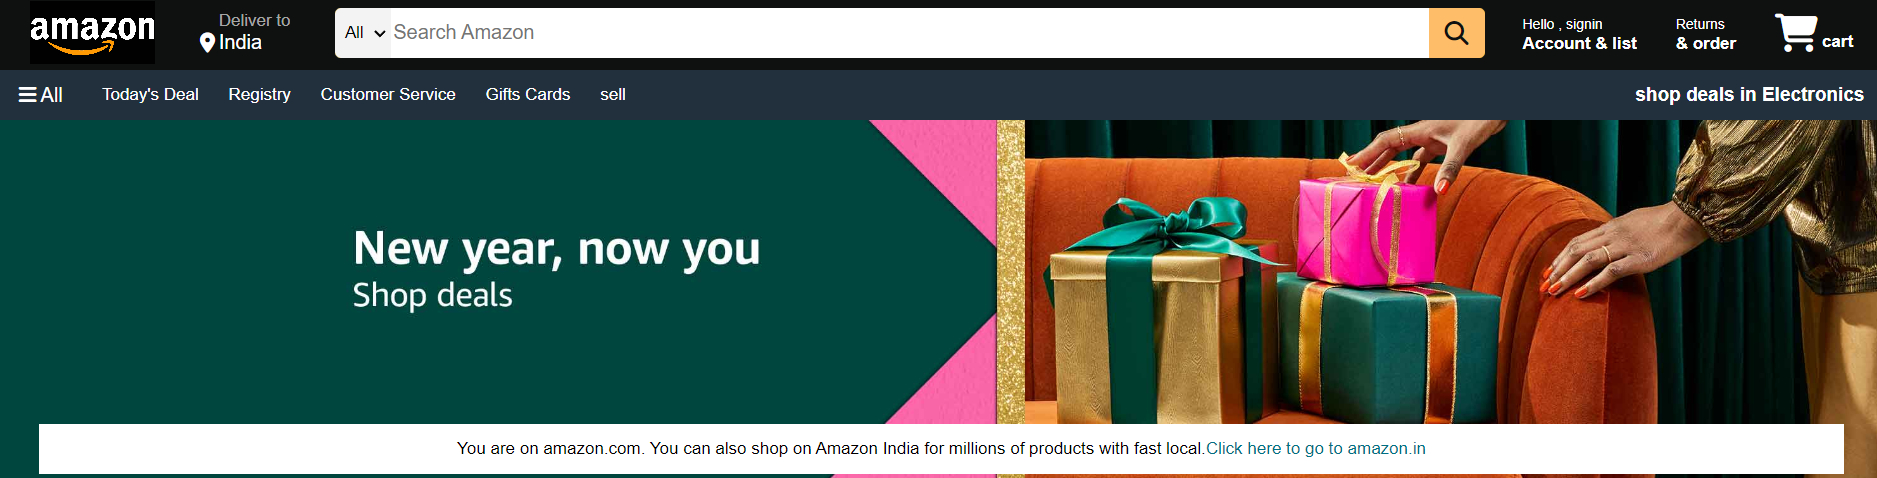 amazon
Deliver to
India
All
Search Amazon
Hello , signin
Account & list
Returns
& order
cart
All
Today's Deal
Registry
Customer Service
Gifts Cards
sell
shop deals in Electronics
New year, now you
Shop deals
You are on amazon.com. You can also shop on Amazon India for millions of products with fast local.Click here to go to amazon.in